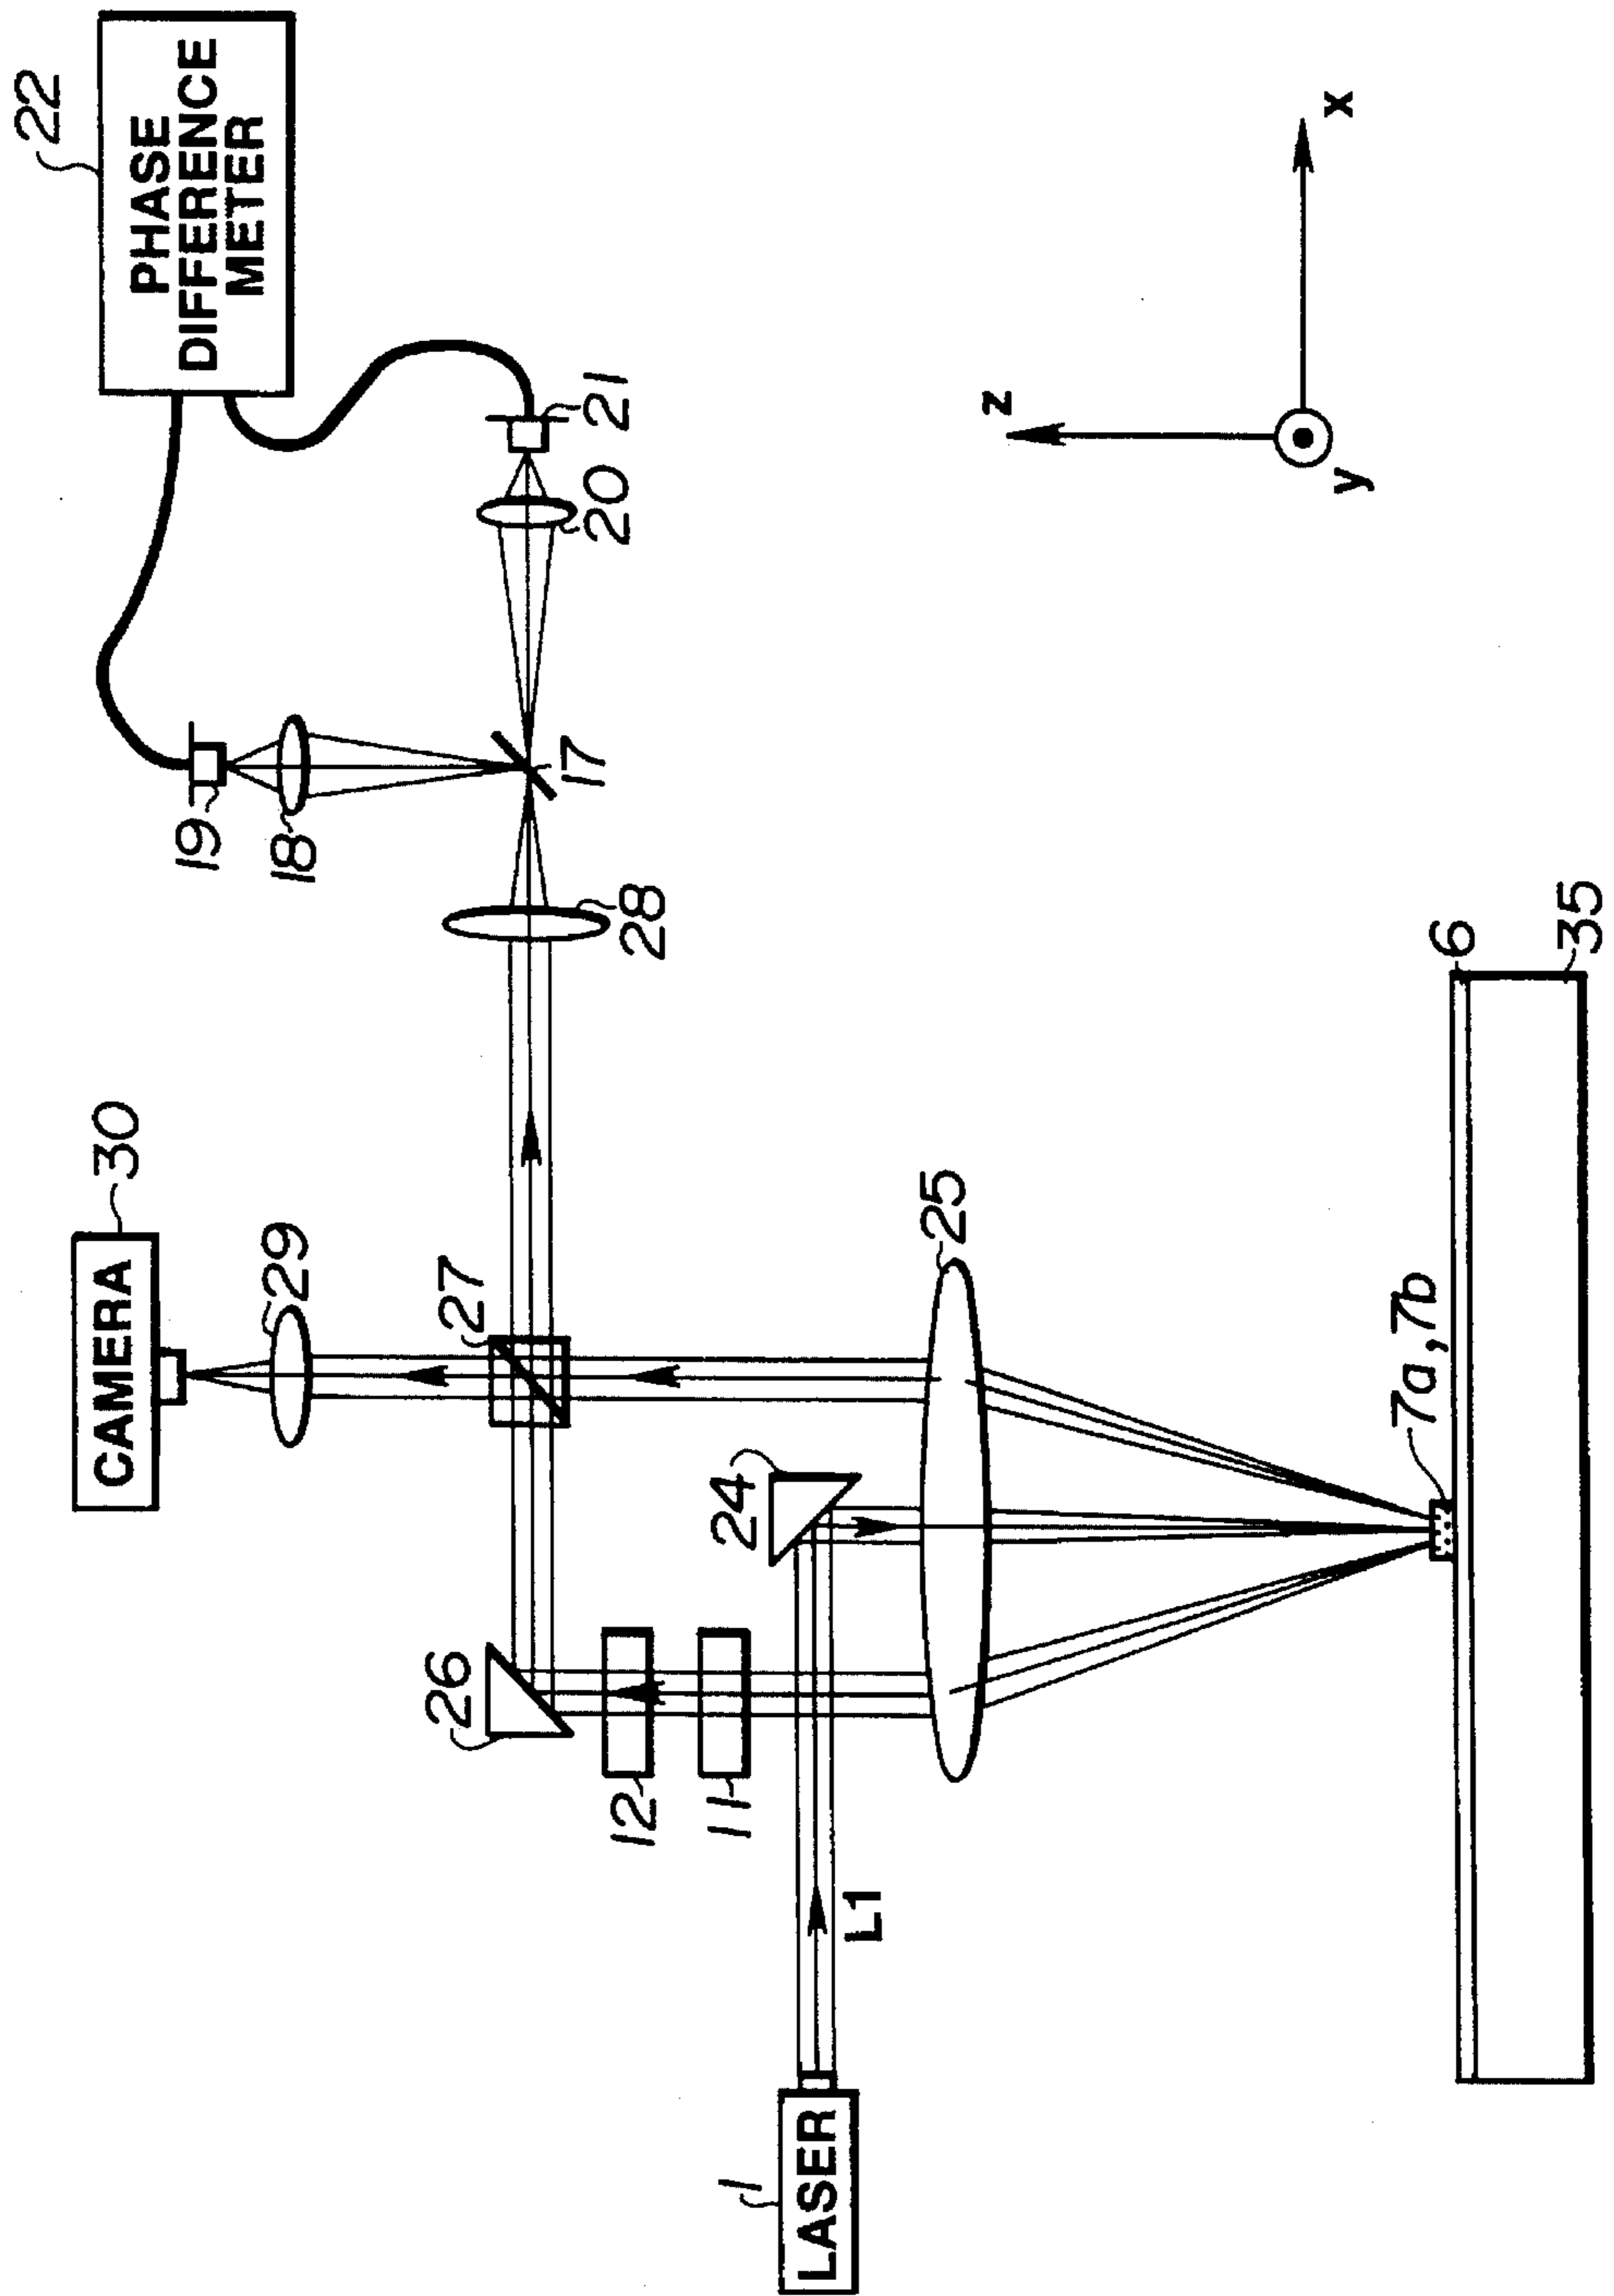 22
PHASE
DIFFERENCE
METER
30
CAMERA
19
29
18
21
27
20
17
26
28
12
24
11
1
LASER
L1
25
z
y
x
7a, 7b
6
35